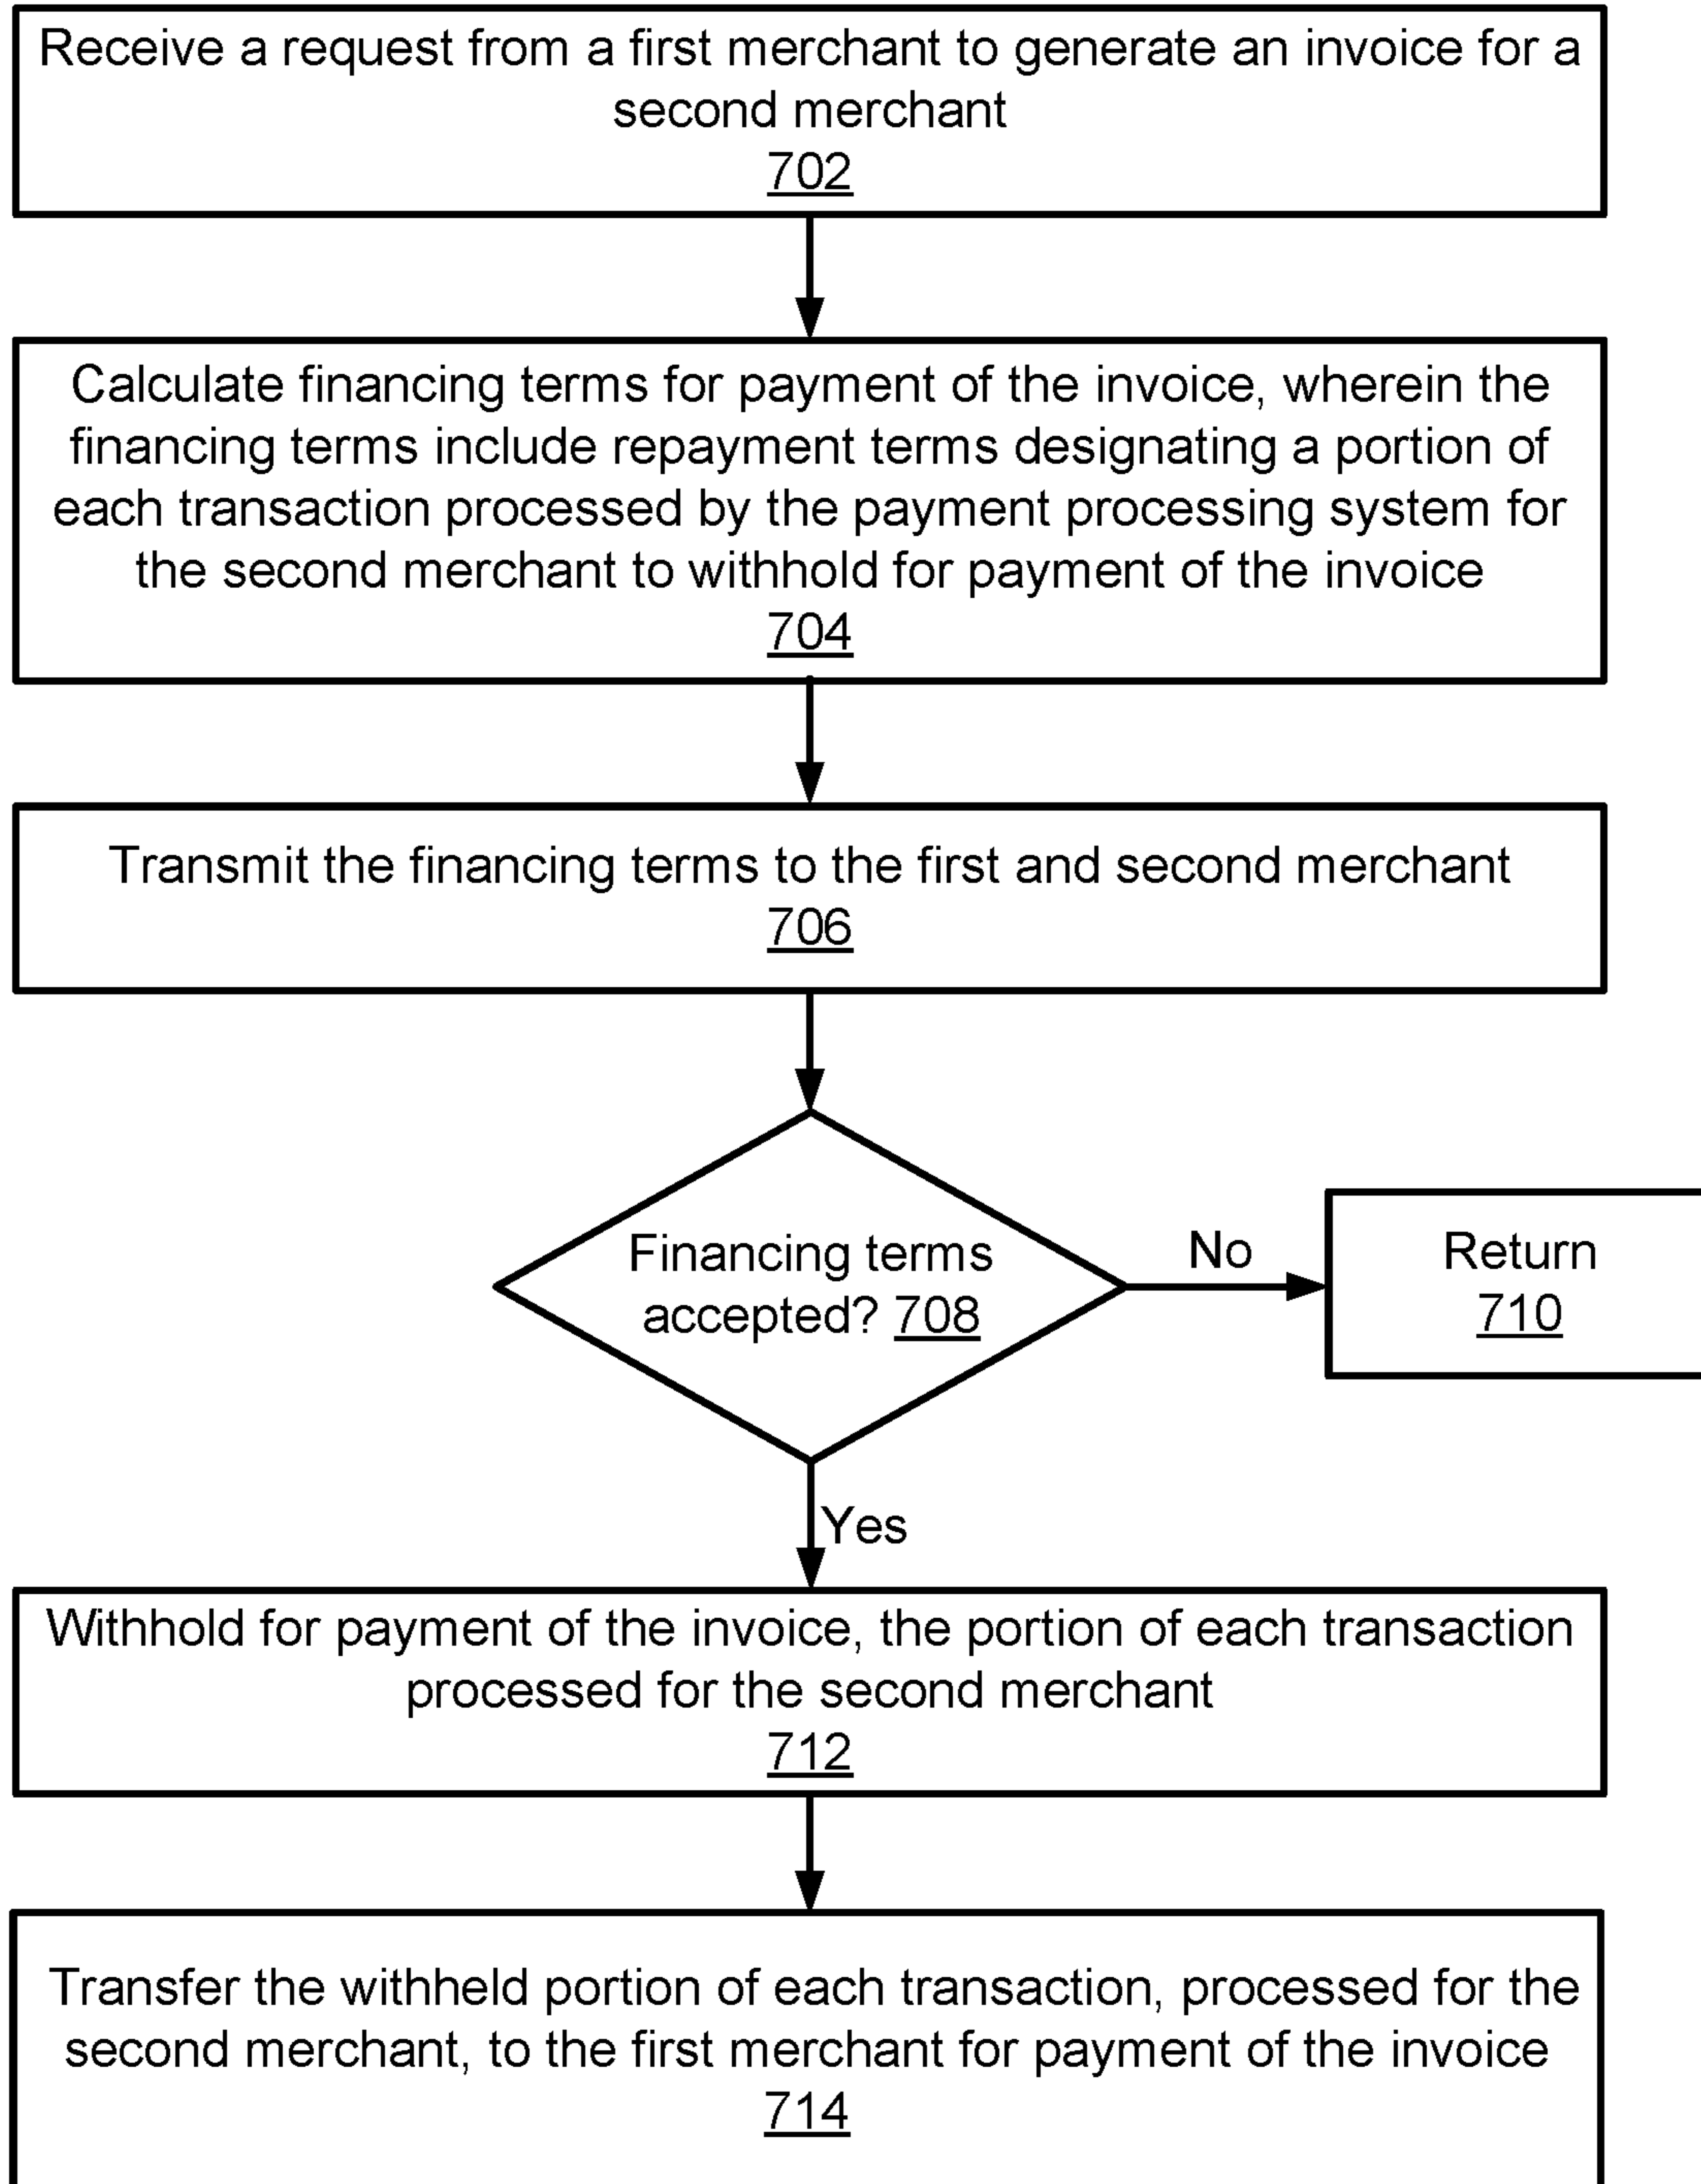 Receive a request from a first merchant to generate an invoice for a
second merchant
702
Calculate financing terms for payment of the invoice, wherein the
financing terms include repayment terms designating a portion of
each transaction processed by the payment processing system for
the second merchant to withhold for payment of the invoice
704
Transmit the financing terms to the first and second merchant
706
Financing terms
accepted? 708
No
Return
710
Yes
Withhold for payment of the invoice, the portion of each transaction
processed for the second merchant
712
Transfer the withheld portion of each transaction, processed for the
second merchant, to the first merchant for payment of the invoice
714